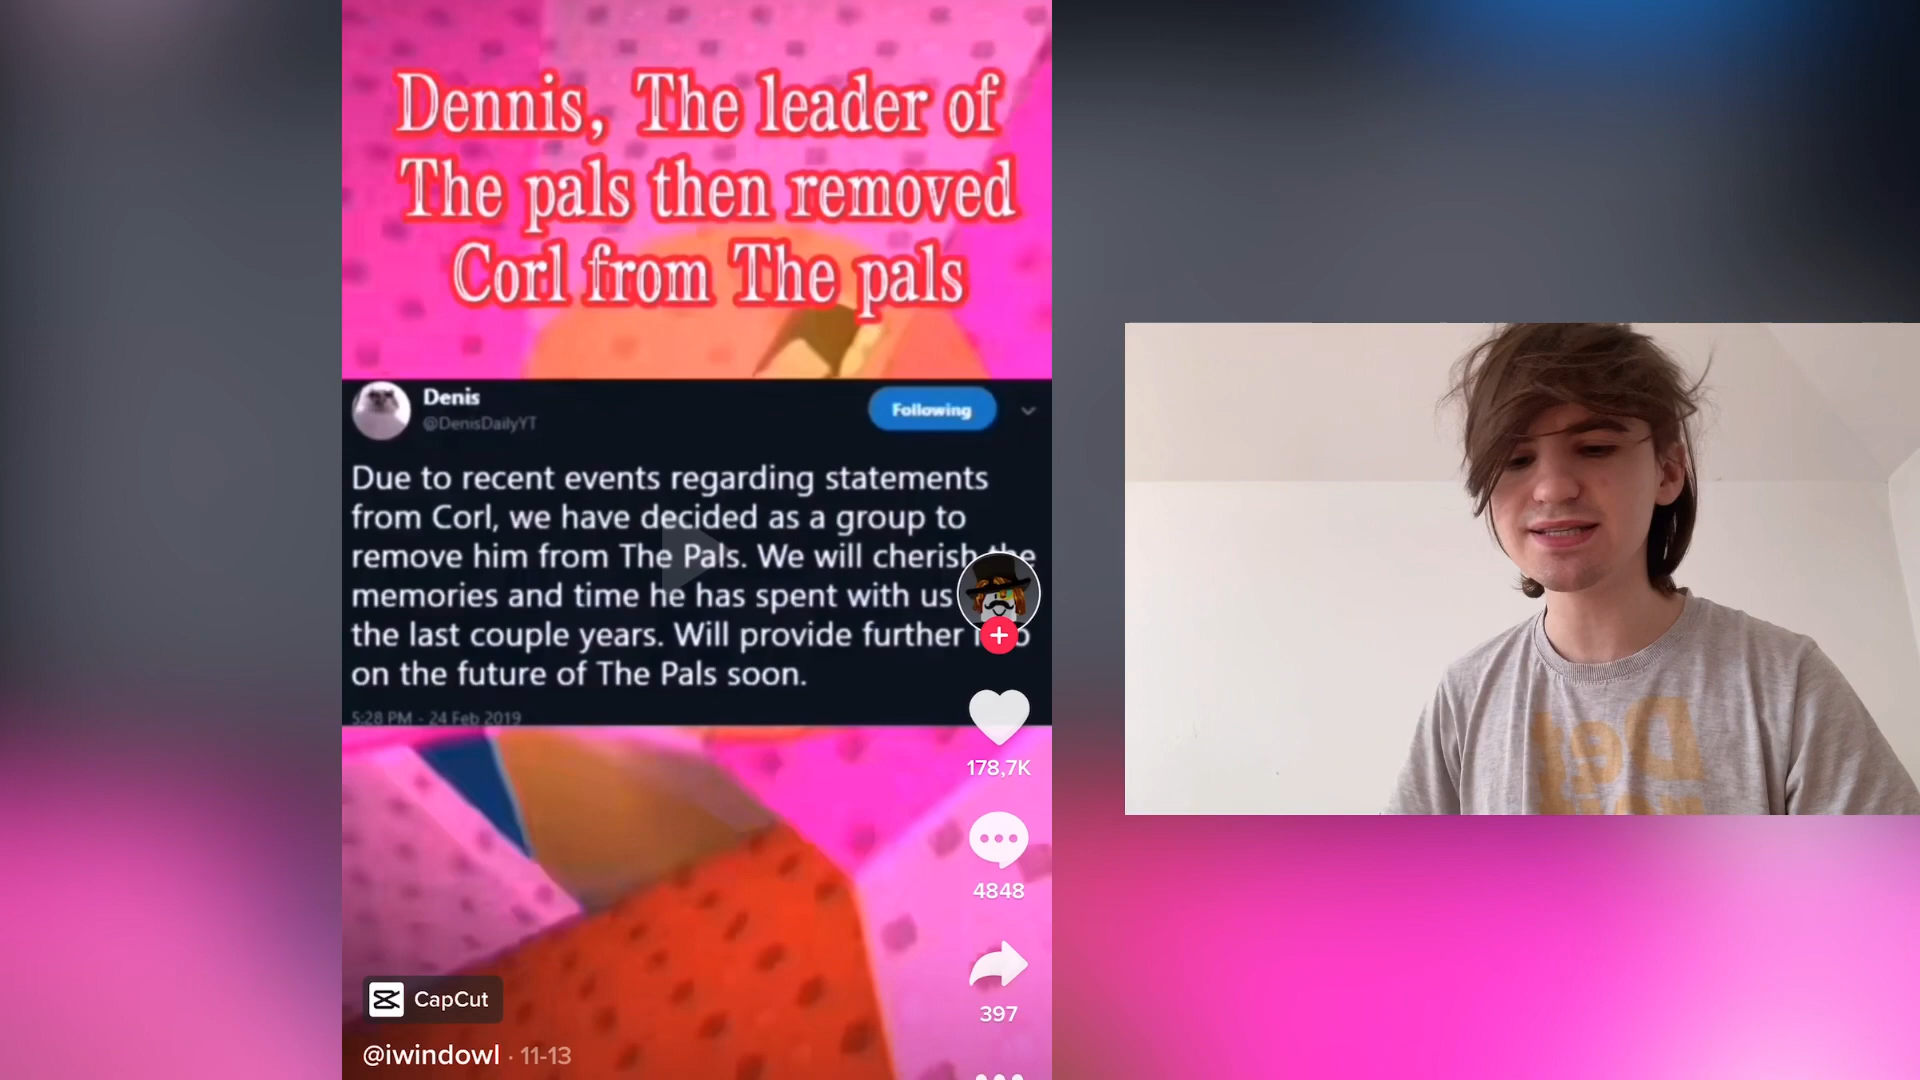 Dennis, The leader of
The pals then removed
Corl from The pals
Denis
@DenisDailyYT
Following
Due to recent events regarding statements
from Corl, we have decided as a group to
remove him from The Pals. We will cherish the
memories and time he has spent with us
the last couple years. Will provide further
on the future of The Pals soon.
5:28 PM - 24 Feb 2019
178,7K
4848
397
CapCut
@iwindowl · 11-13